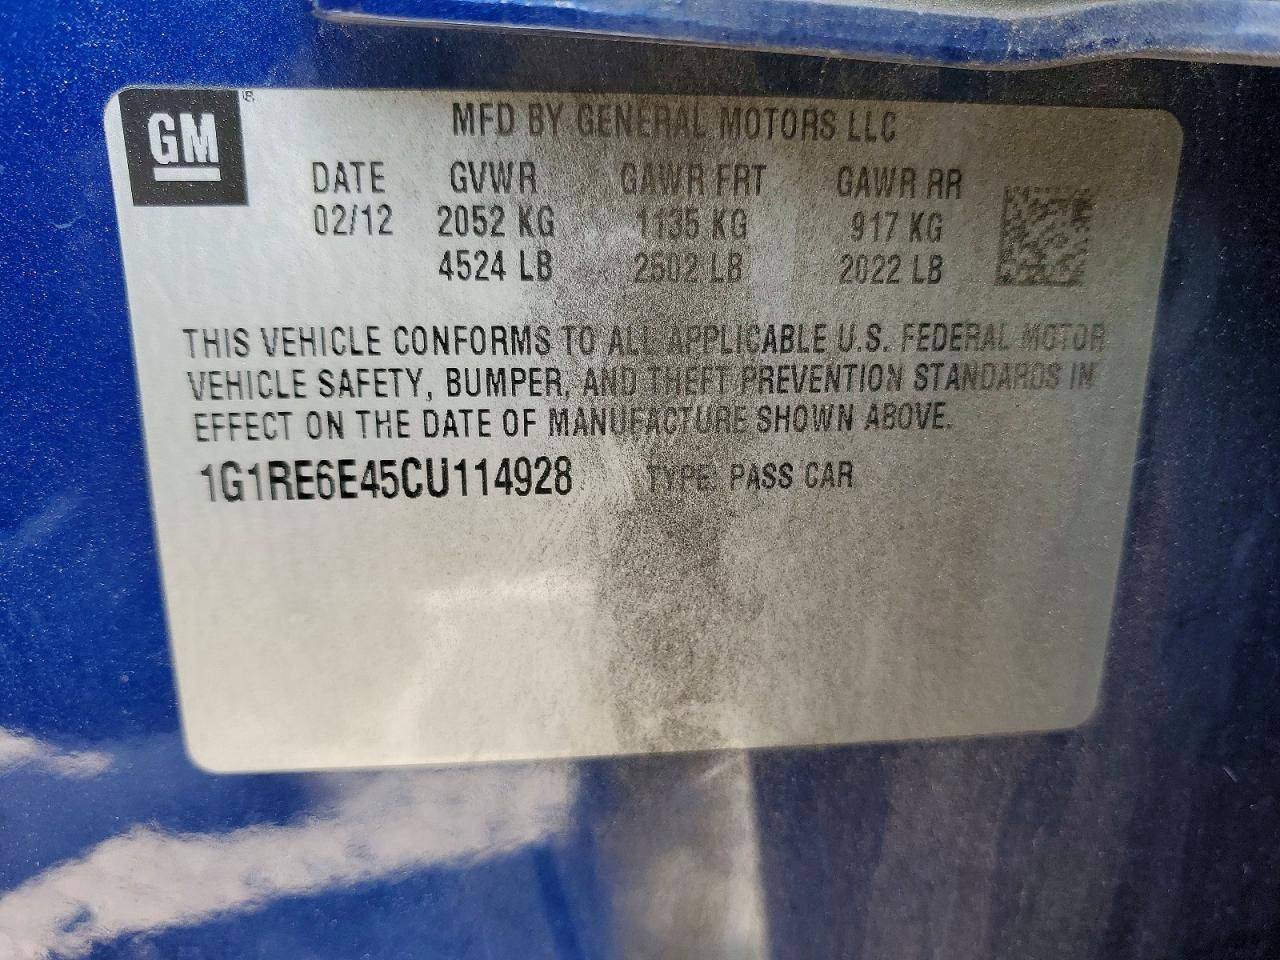 GM
MFD BY GENERAL MOTORS LLC
DATE GVWR GAWR FRT GAWR RR
02/12 2052 KG 1135 KG 917 KG
4524 LB 2502 LB 2022 LB
THIS VEHICLE CONFORMS TO ALL APPLICABLE U.S. FEDERAL MOTOR
VEHICLE SAFETY, BUMPER, AND THEFT PREVENTION STANDARDS IN
EFFECT ON THE DATE OF MANUFACTURE SHOWN ABOVE.
1G1RE6E45CU114928 TYPE: PASS CAR